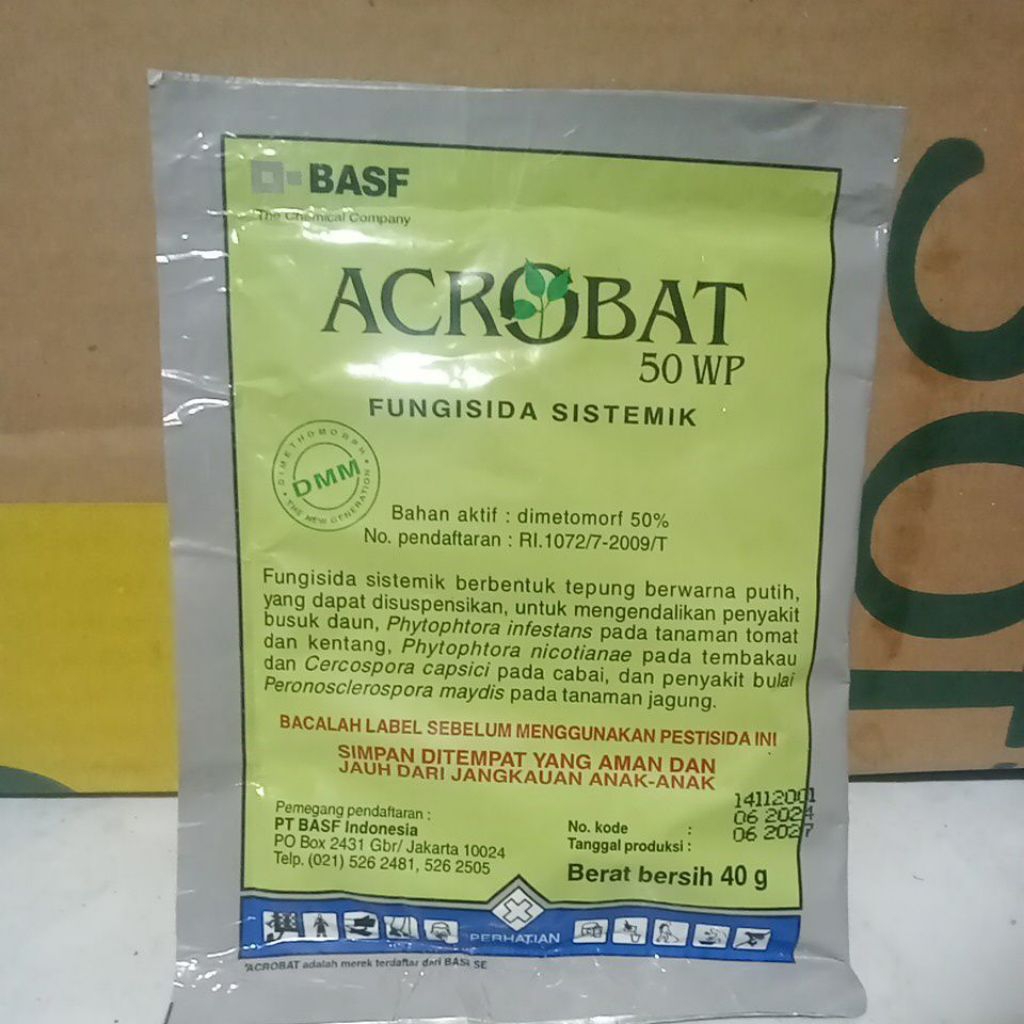 BASF
The Chemical Company
ACROBAT
50 WP
FUNGISIDA SISTEMIK
DIMETHOMORPH
DMM
THE NEW GENERATION
Bahan aktif : dimetomorf 50%
No. pendaftaran : RI.1072/7-2009/T
Fungisida sistemik berbentuk tepung berwarna putih,
yang dapat disuspensikan, untuk mengendalikan penyakit
busuk daun, Phytophtora infestans pada tanaman tomat
dan kentang, Phytophtora nicotianae pada tembakau
dan Cercospora capsici pada cabai, dan penyakit bulai
Peronosclerospora maydis pada tanaman jagung.
BACALAH LABEL SEBELUM MENGGUNAKAN PESTISIDA INI
SIMPAN DITEMPAT YANG AMAN DAN
JAUH DARI JANGKAUAN ANAK-ANAK
Pemegang pendaftaran :
PT BASF Indonesia
PO Box 2431 Gbr/ Jakarta 10024
Telp. (021) 526 2481, 526 2505
14112001
No. kode : 06 2024
Tanggal produksi : 06 2027
Berat bersih 40 g
PERHATIAN
*ACROBAT adalah merek terdaftar dari BASF SE